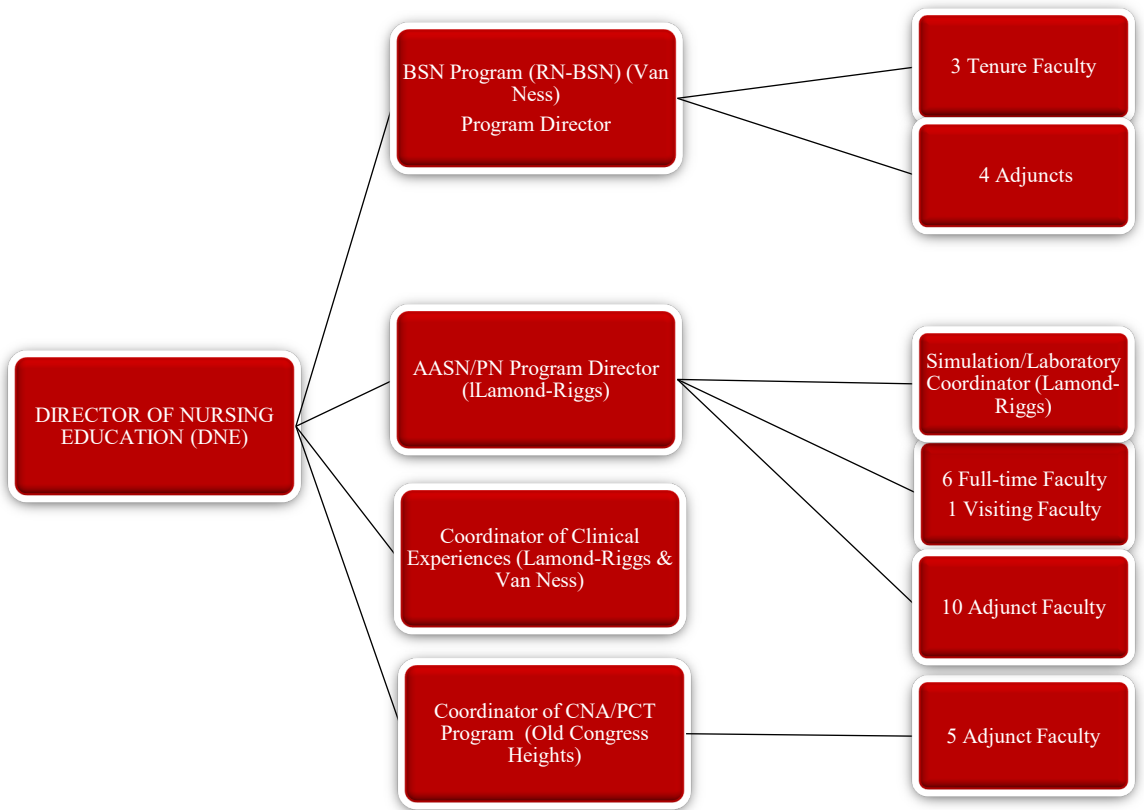 DIRECTOR OF NURSING
EDUCATION (DNE)
BSN Program (RN-BSN) (Van
Ness)
Program Director
3 Tenure Faculty
4 Adjuncts
AASN/PN Program Director
(lLamond-Riggs)
Simulation/Laboratory
Coordinator (Lamond-
Riggs)
6 Full-time Faculty
1 Visiting Faculty
10 Adjunct Faculty
Coordinator of Clinical
Experiences (Lamond-Riggs &
Van Ness)
Coordinator of CNA/PCT
Program (Old Congress
Heights)
5 Adjunct Faculty